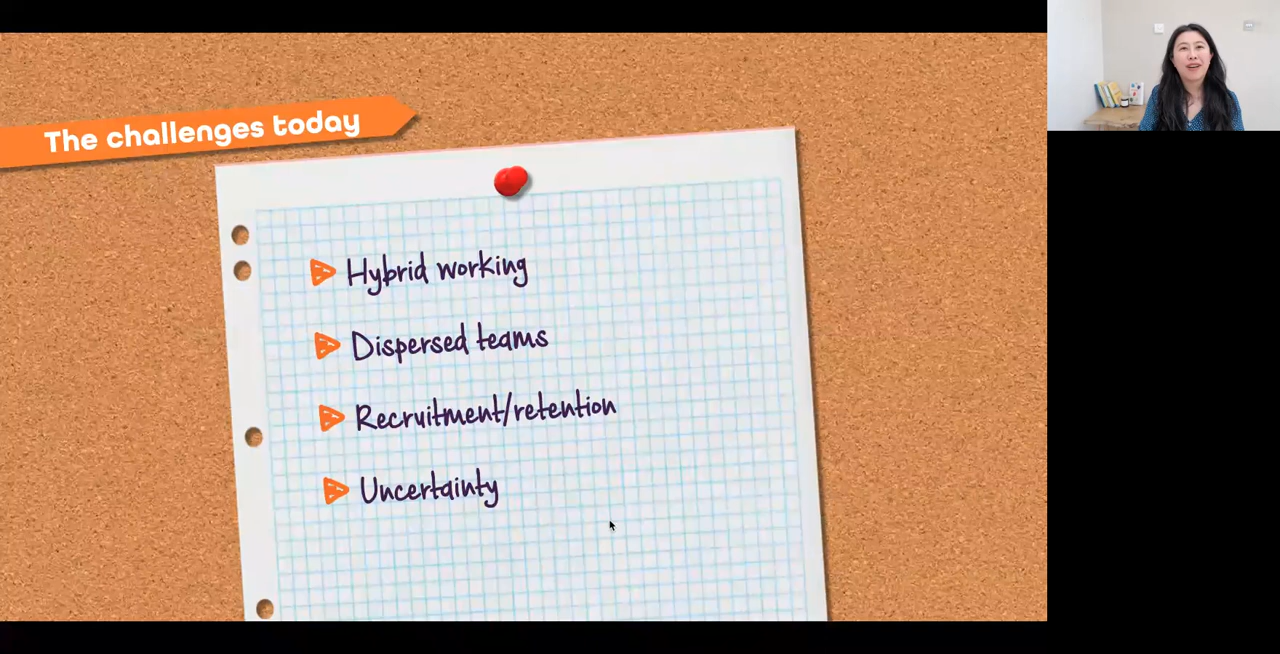 The challenges today
Hybrid working
Dispersed teams
Recruitment/retention
Uncertainty